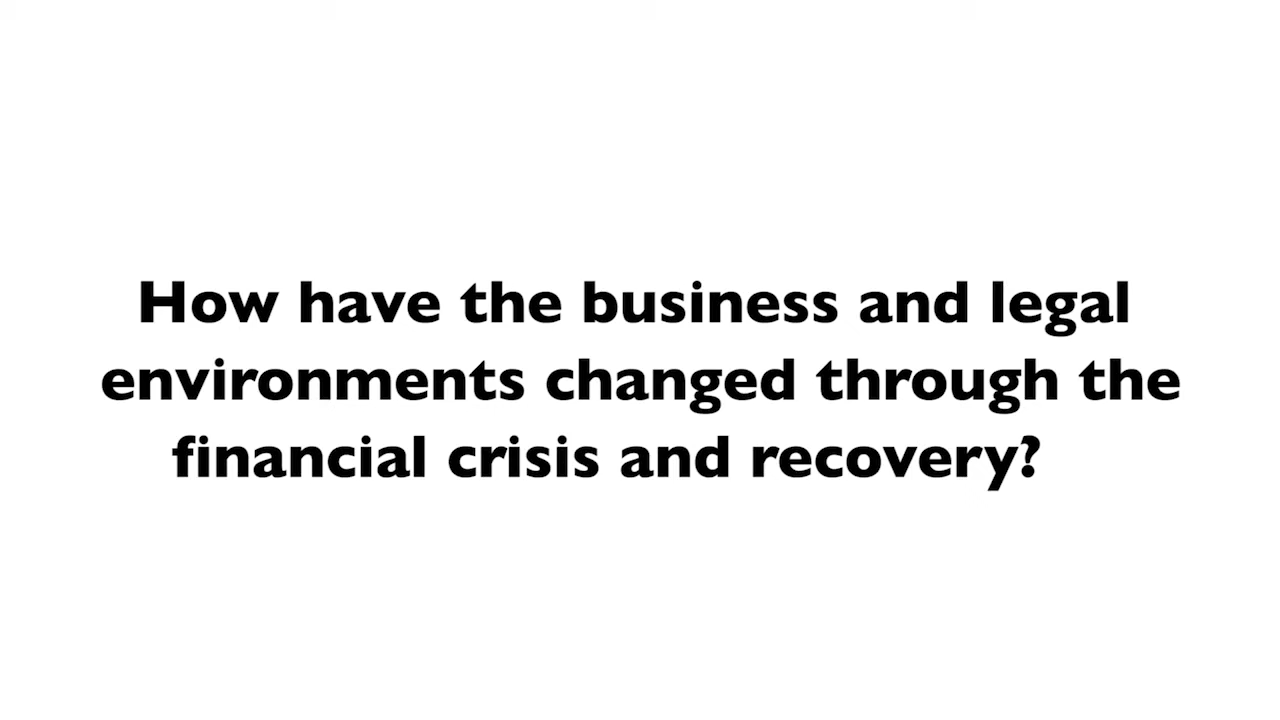 How have the business and legal
environments changed through the
financial crisis and recovery?